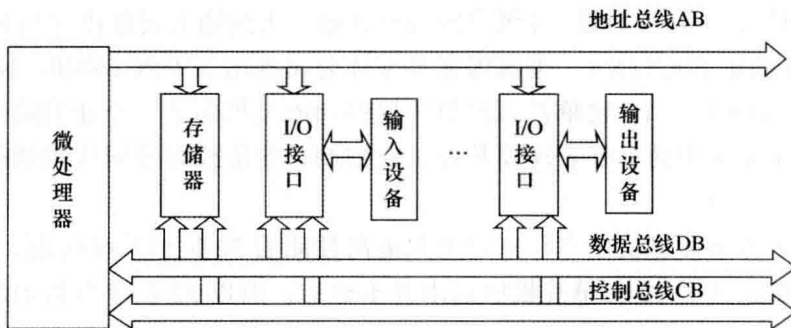 地址总线AB
微处理器
存储器
I/O接口
输入设备
...
I/O接口
输出设备
数据总线DB
控制总线CB